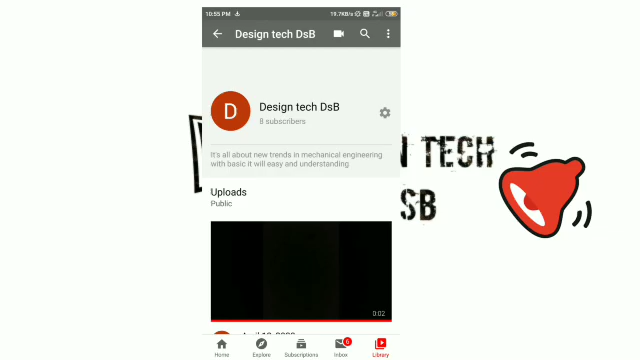 10:55 PM
19.7KB/s
Design tech DsB
D
Design tech DsB
8 subscribers
It's all about new trends in mechanical engineering
with basic it will easy and understanding
N TECH
SB
Uploads
Public
0:02
Home
Explore
Subscriptions
6
Inbox
Library